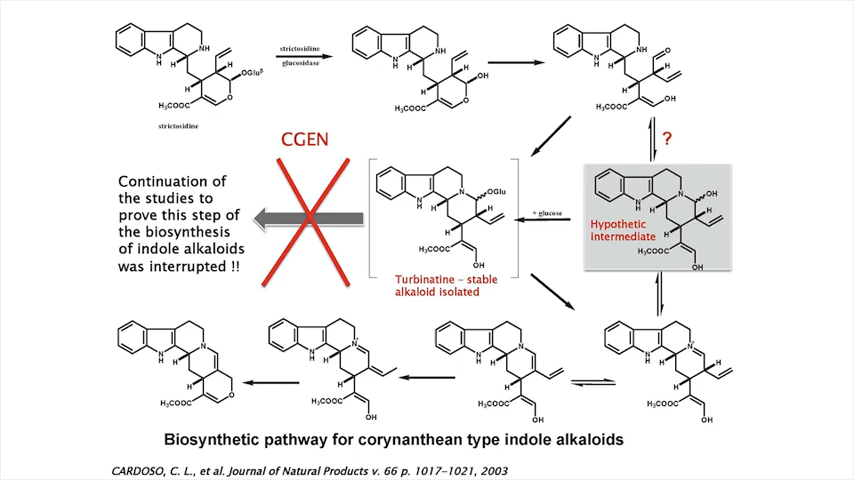 strictosidine
glucosidase
N
H
NH
H
H
OGluβ
O
H₃COOC
strictosidine
N
H
NH
H
H
OH
O
H₃COOC
N
H
NH
H
O
H
H
OH
H₃COOC
?
CGEN
Continuation of
the studies to
prove this step of
the biosynthesis
of indole alkaloids
was interrupted !!
N
H
N
H
OGlu
H
H
H₃COOC
OH
Turbinatine – stable
alkaloid isolated
+ glucose
N
H
N
OH
H
H
H
Hypothetic
intermediate
H₃COOC
OH
N
H
N
H
H
H₃COOC
O
N
H
N⁺
H
H
H₃COOC
OH
N
H
N
H
H
H₃COOC
OH
N
H
N⁺
H
H
H
H₃COOC
OH
Biosynthetic pathway for corynanthean type indole alkaloids
CARDOSO, C. L., et al. Journal of Natural Products v. 66 p. 1017-1021, 2003